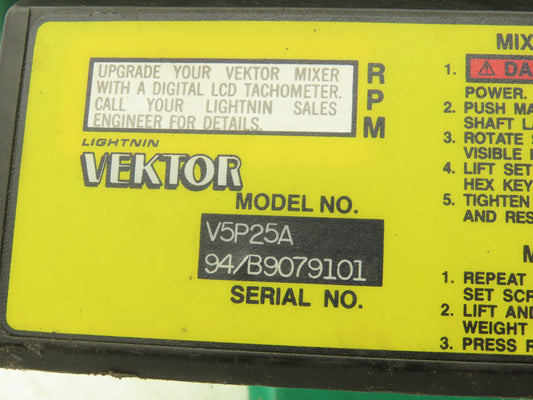 UPGRADE YOUR VEKTOR MIXER
WITH A DIGITAL LCD TACHOMETER.
CALL YOUR LIGHTNIN SALES
ENGINEER FOR DETAILS.
RPM
LIGHTNIN
VEKTOR
MODEL NO.
V5P25A
94/B9079101
SERIAL NO.
1.
POWER.
2. PUSH
SHAFT
3. ROTATE
VISIBLE
4. LIFT SET
HEX KEY
5. TIGHTEN
AND
1. REPEAT
SET
2. LIFT AND
WEIGHT
3. PRESS